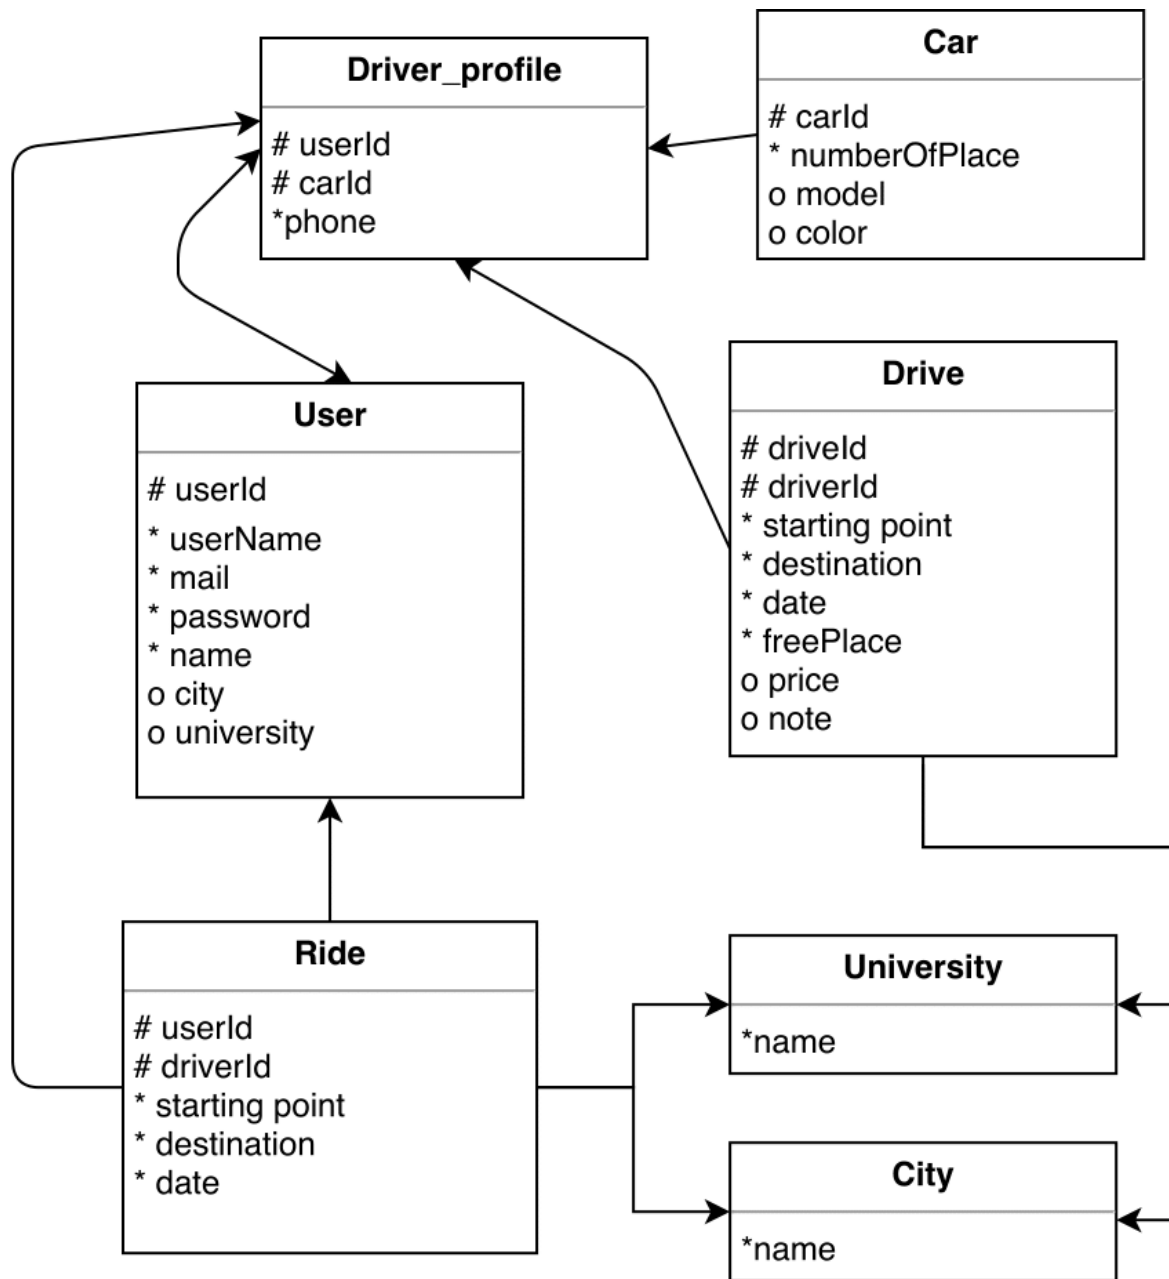 Driver_profile
# userId
# carId
*phone
Car
# carId
* numberOfPlace
o model
o color
User
# userId
* userName
* mail
* password
* name
o city
o university
Drive
# driveId
# driverId
* starting point
* destination
* date
* freePlace
o price
o note
Ride
# userId
# driverId
* starting point
* destination
* date
University
*name
City
*name